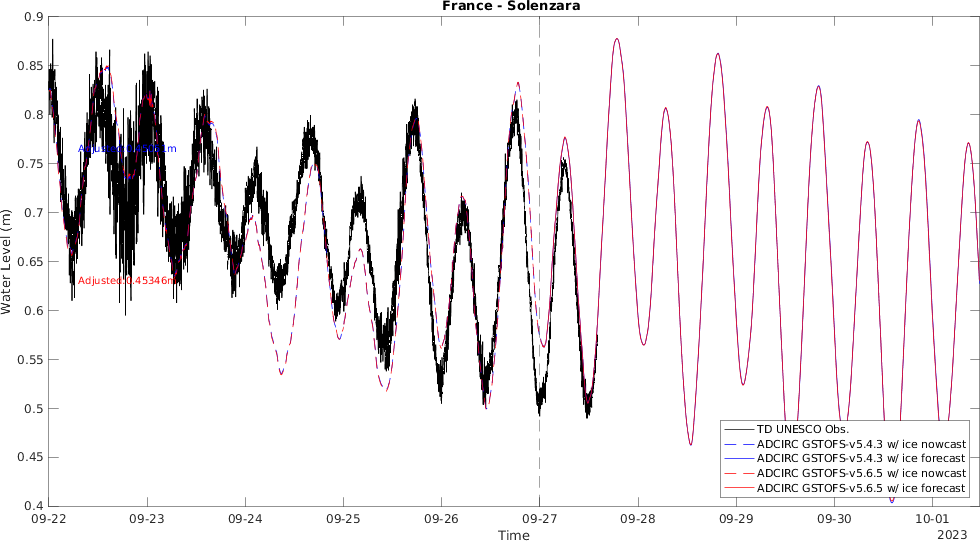 France - Solenzara
0.9
0.85
0.8
0.75
0.7
0.65
0.6
0.55
0.5
0.45
0.4
Water Level (m)
Adjusted:0.45346m
TD UNESCO Obs.
ADCIRC GSTOFS-v5.4.3 w/ ice nowcast
ADCIRC GSTOFS-v5.4.3 w/ ice forecast
ADCIRC GSTOFS-v5.6.5 w/ ice nowcast
ADCIRC GSTOFS-v5.6.5 w/ ice forecast
09-22 09-23 09-24 09-25 09-26 09-27 09-28 09-29 09-30 10-01
Time
2023